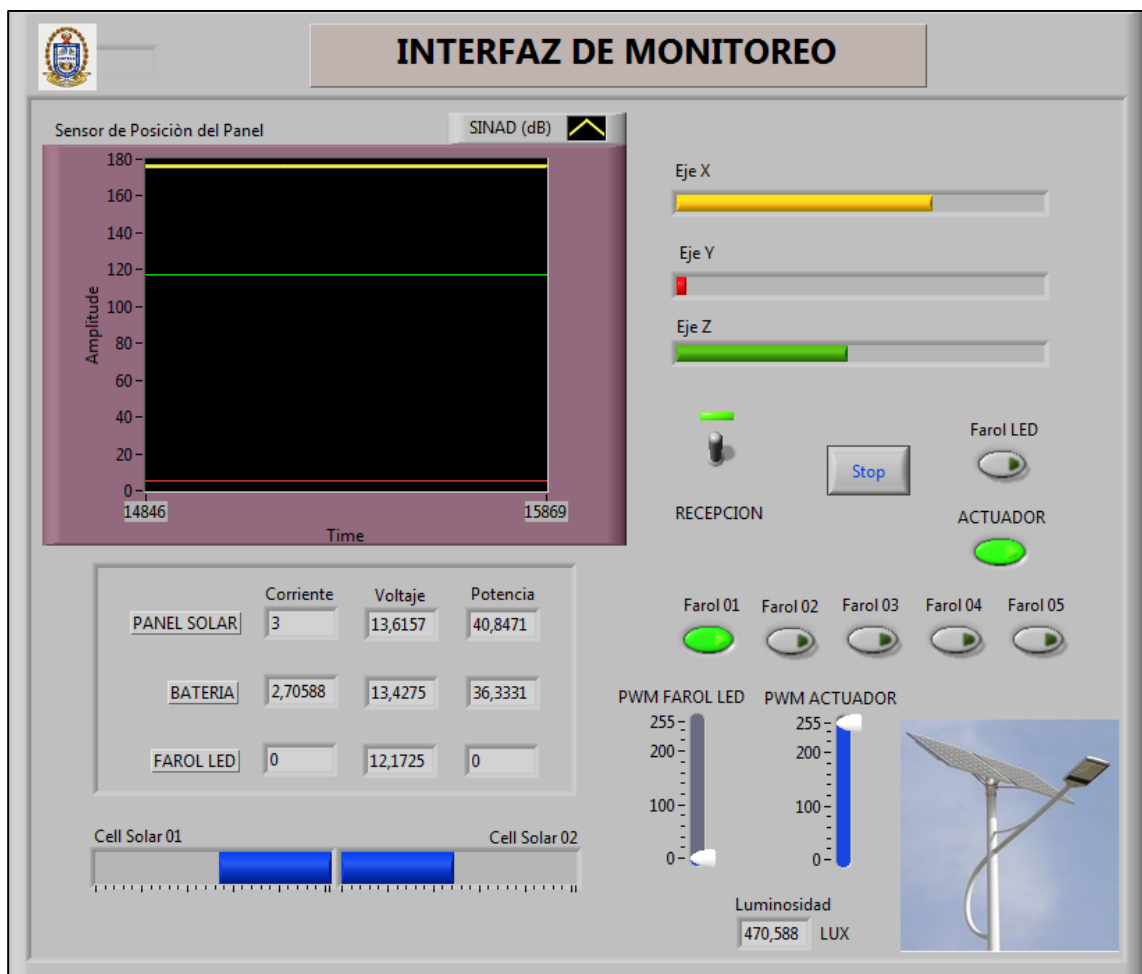 INTERFAZ DE MONITOREO
Sensor de Posiciòn del Panel
SINAD (dB)
180
160
140
120
100
80
60
40
20
0
Amplitude
14846
15869
Time
Eje X
Eje Y
Eje Z
RECEPCION
Stop
Farol LED
ACTUADOR
Farol 01 Farol 02 Farol 03 Farol 04 Farol 05
Corriente Voltaje Potencia
PANEL SOLAR 3 13,6157 40,8471
BATERIA 2,70588 13,4275 36,3331
FAROL LED 0 12,1725 0
Cell Solar 01
Cell Solar 02
PWM FAROL LED
255
200
100
0
PWM ACTUADOR
255
200
100
0
Luminosidad
470,588 LUX